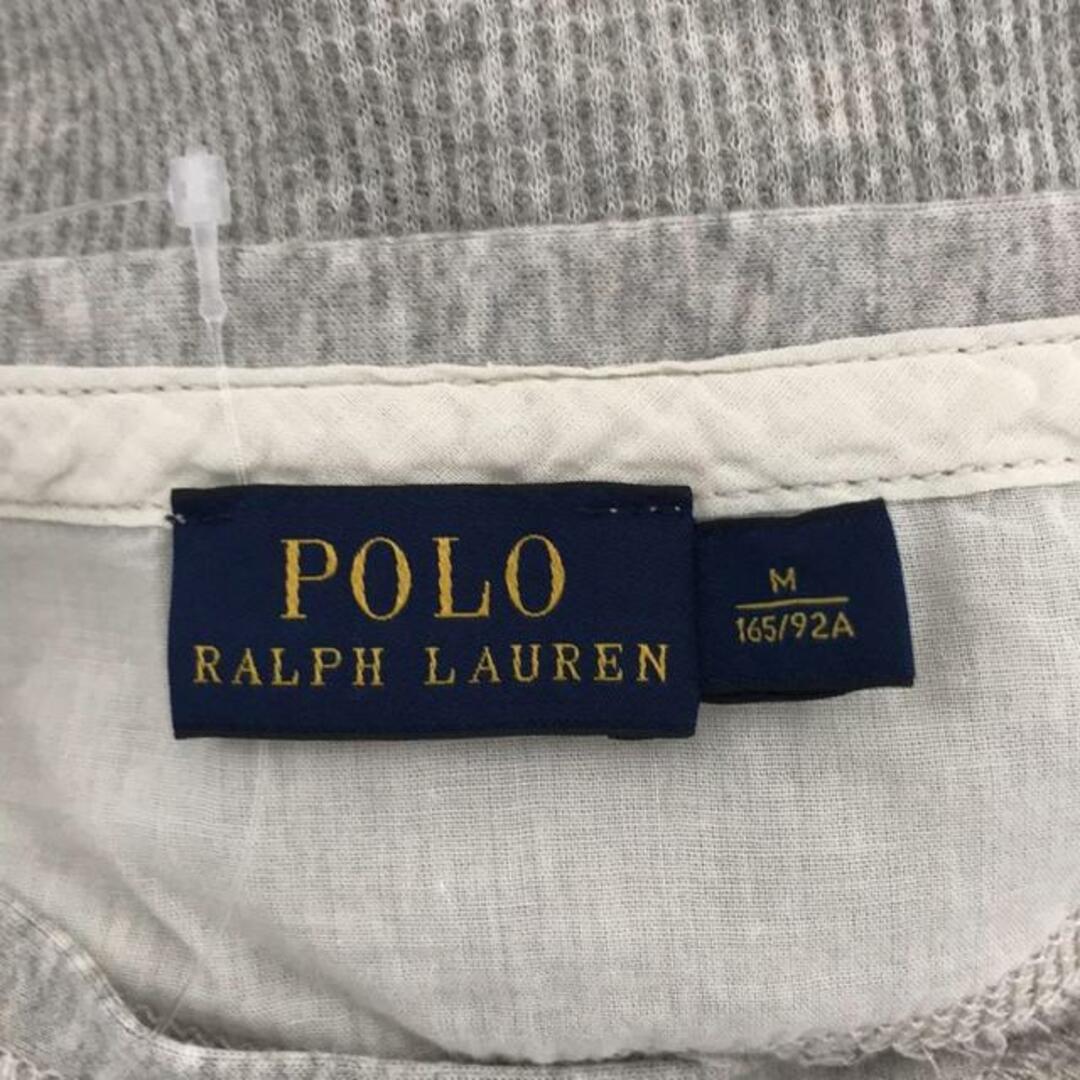 POLO
RALPH LAUREN
M
165/92A